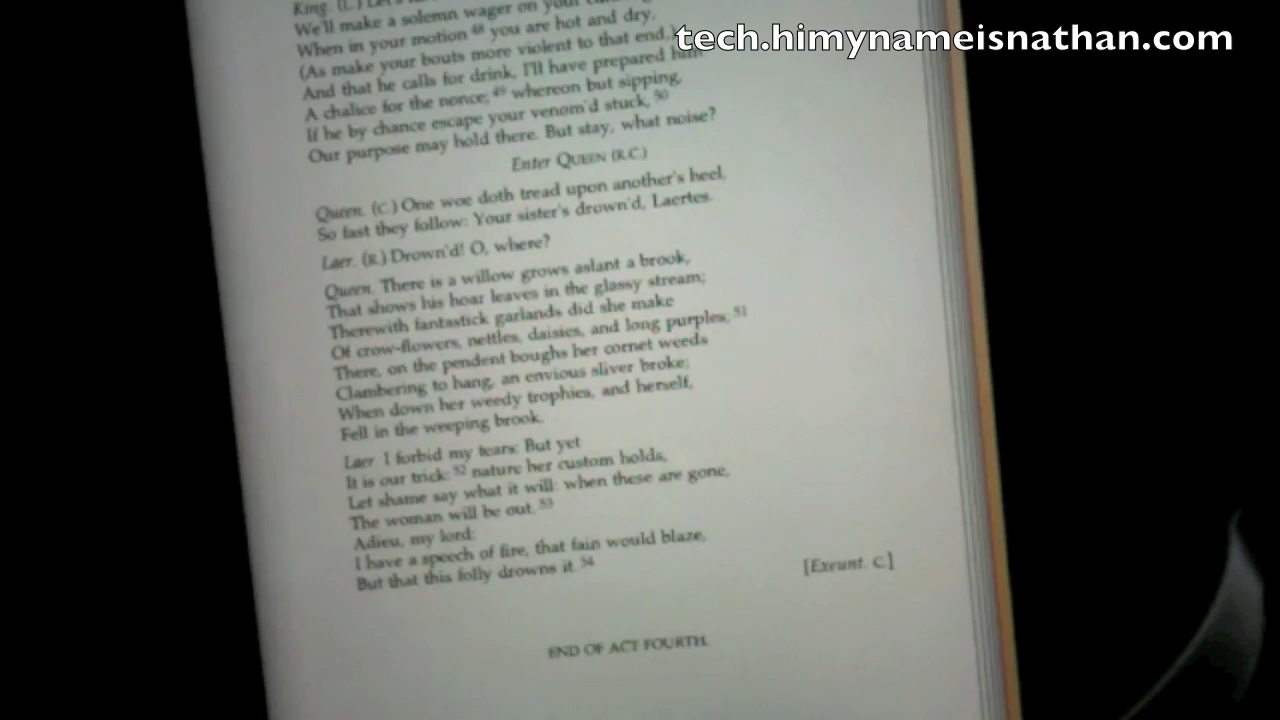 King. (L.)
We'll make a solemn wager on your
When in your motion 48 you are hot and dry,
(As make your bouts more violent to that end,)
And that he calls for drink, I'll have prepared him
A chalice for the nonce; 49 whereon but sipping,
If he by chance escape your venom'd stuck, 50
Our purpose may hold there. But stay, what noise?
Enter QUEEN (R.C.)
Queen. (C.) One woe doth tread upon another's heel,
So fast they follow: Your sister's drown'd, Laertes.
Laer. (R.) Drown'd! O, where?
Queen. There is a willow grows aslant a brook,
That shows his hoar leaves in the glassy stream;
Therewith fantastick garlands did she make
Of crow-flowers, nettles, daisies, and long purples, 51
There, on the pendent boughs her cornet weeds
Clambering to hang, an envious sliver broke;
When down her weedy trophies, and herself,
Fell in the weeping brook.
Laer I forbid my tears: But yet
It is our trick: 52 nature her custom holds,
Let shame say what it will: when these are gone,
The woman will be out. 53
Adieu, my lord:
I have a speech of fire, that fain would blaze,
But that this folly drowns it. 54
[Exeunt. C.]
END OF ACT FOURTH.
tech.himynameisnathan.com